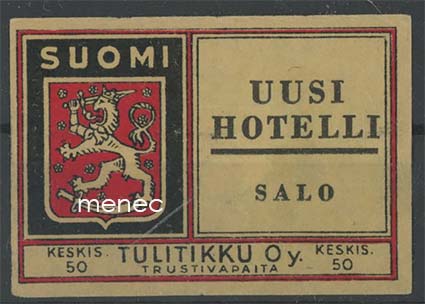 SUOMI
UUSI
HOTELLI
SALO
menec
KESKIS. 50
TULITIKKU Oy.
TRUSTIVAPAITA
KESKIS. 50